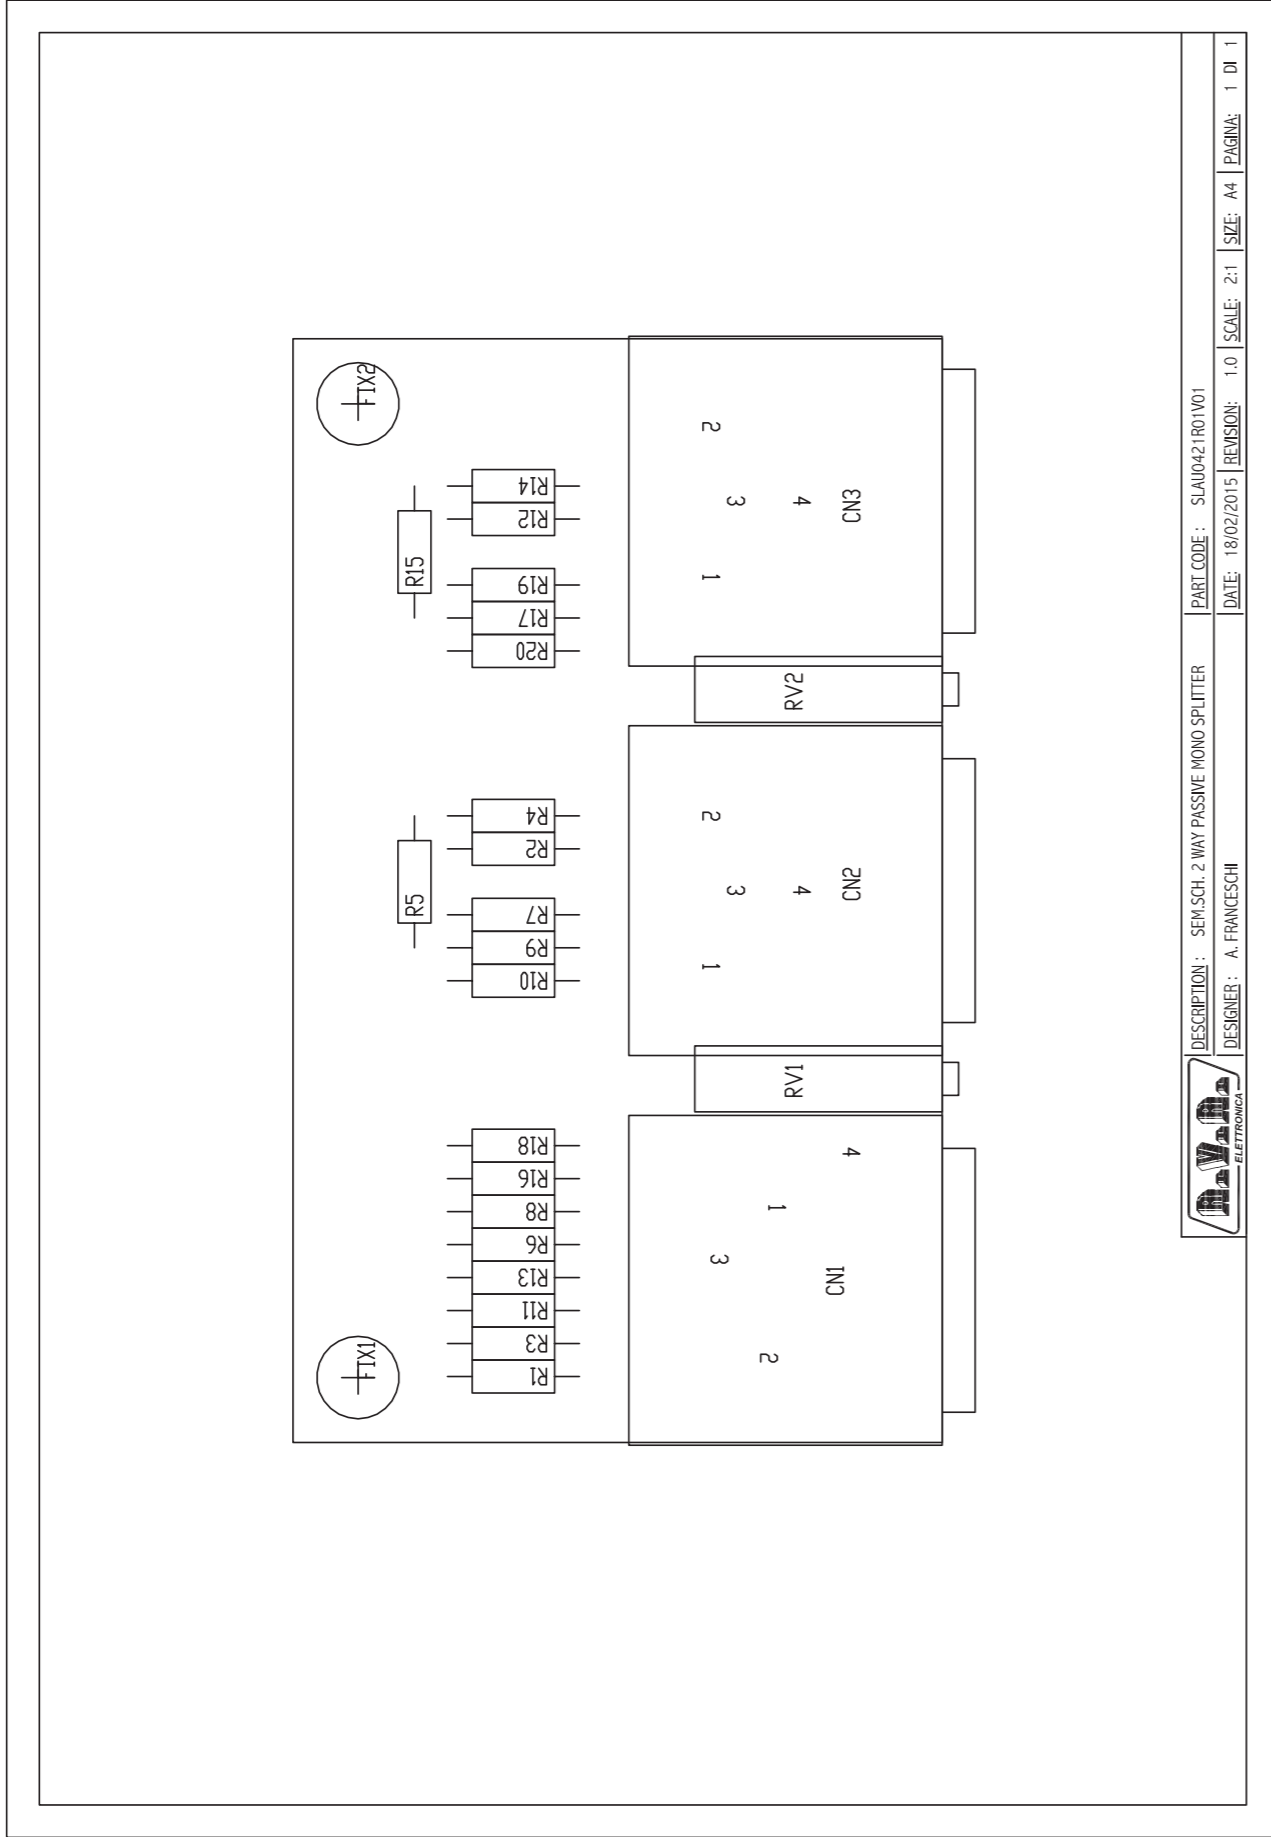 FIX1
FIX2
R5
R15
R1
R3
R11
R13
R6
R8
R16
R18
R10
R9
R7
R2
R4
R20
R17
R19
R12
R14
2
3
1
4
CN1
RV1
1
3
2
4
CN2
RV2
1
3
2
4
CN3
R.V.R.
ELETTRONICA
DESCRIPTION : SEM.SCH. 2 WAY PASSIVE MONO SPLITTER
PART CODE : SLAU0421R01V01
DESIGNER : A. FRANCESCHI
DATE: 18/02/2015 REVISION: 1.0 SCALE: 2:1 SIZE: A4 PAGINA: 1 DI 1